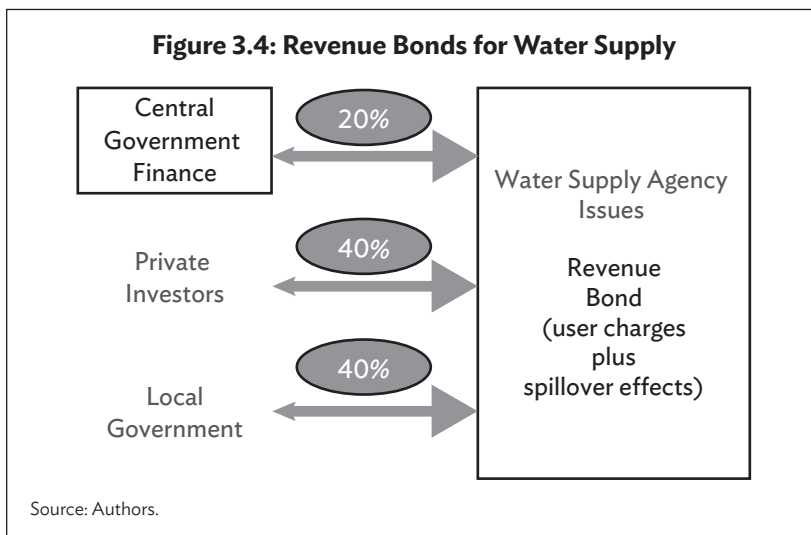 Figure 3.4: Revenue Bonds for Water Supply
Central
Government
Finance
20%
Private
Investors
40%
Local
Government
40%
Water Supply Agency
Issues
Revenue
Bond
(user charges
plus
spillover effects)
Source: Authors.